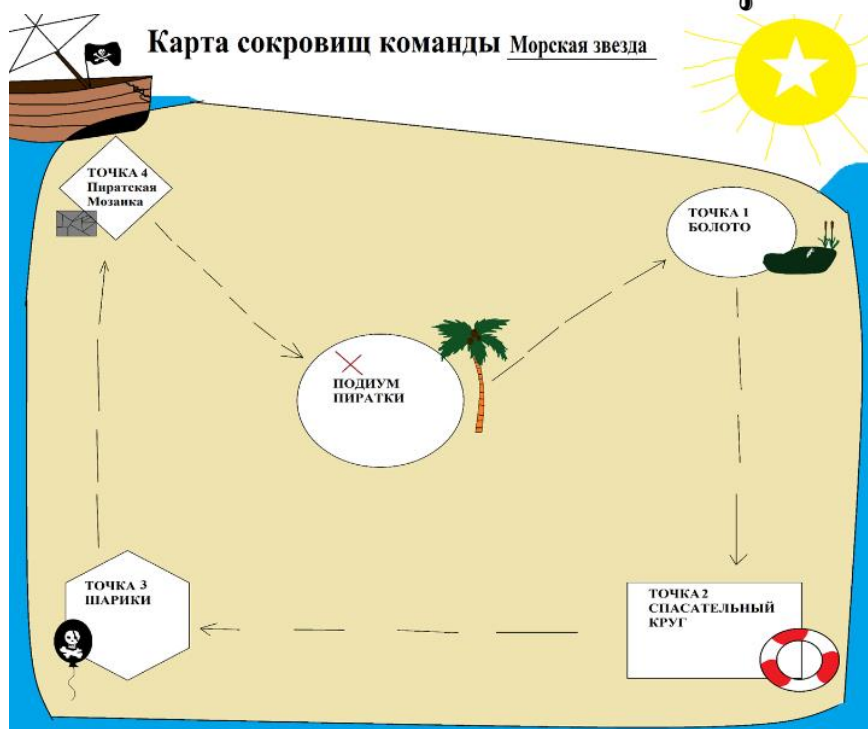 Карта сокровищ команды Морская звезда
ТОЧКА 4
Пиратская
Мозаика
ТОЧКА 1
БОЛОТО
ПОДИУМ
ПИРАТКИ
ТОЧКА 3
ШАРИКИ
ТОЧКА 2
СПАСАТЕЛЬНЫЙ
КРУГ